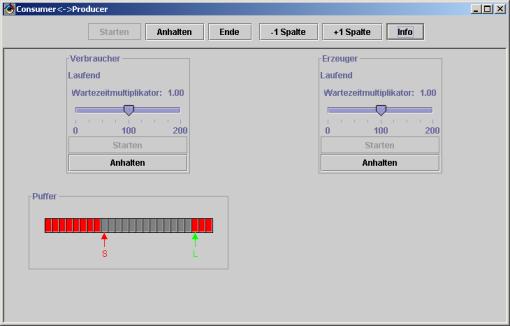 Consumer<->Producer
Starten Anhalten Ende -1 Spalte +1 Spalte Info
Verbraucher
Laufend
Wartezeitmultiplikator: 1.00
0 100 200
Starten
Anhalten
Erzeuger
Laufend
Wartezeitmultiplikator: 1.00
0 100 200
Starten
Anhalten
Puffer
S L